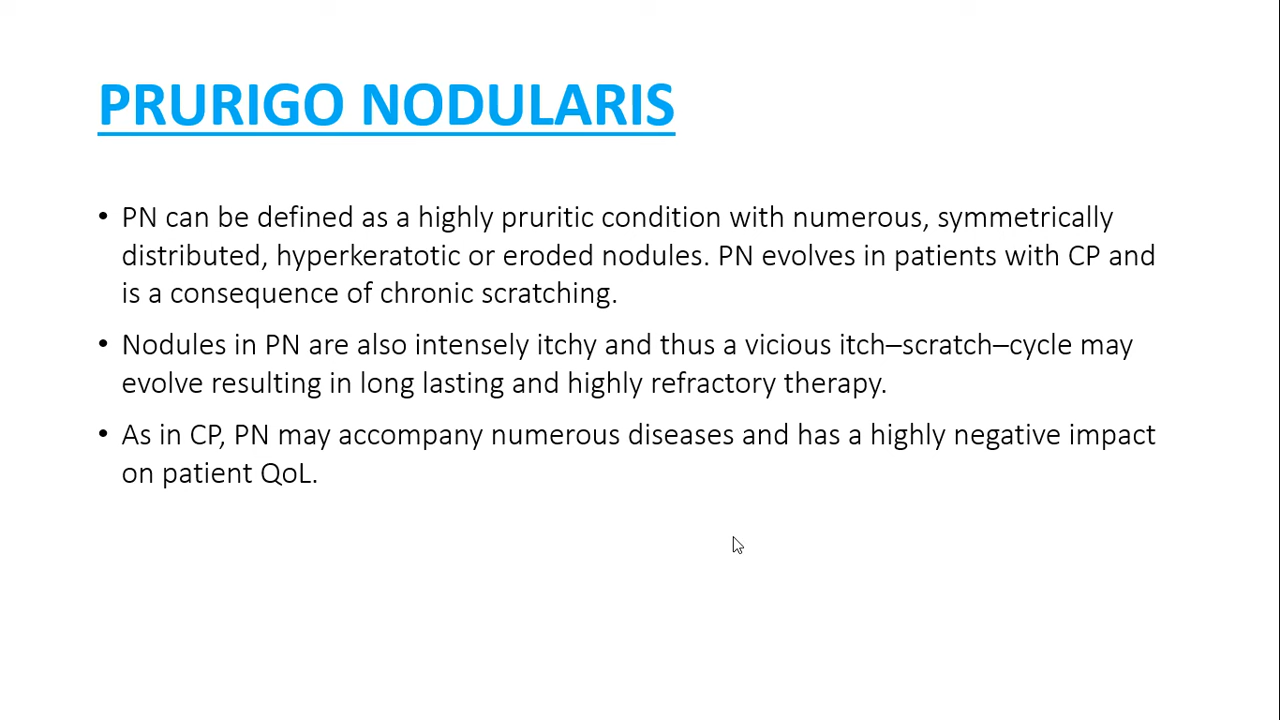 PRURIGO NODULARIS
• PN can be defined as a highly pruritic condition with numerous, symmetrically
distributed, hyperkeratotic or eroded nodules. PN evolves in patients with CP and
is a consequence of chronic scratching.
• Nodules in PN are also intensely itchy and thus a vicious itch–scratch–cycle may
evolve resulting in long lasting and highly refractory therapy.
• As in CP, PN may accompany numerous diseases and has a highly negative impact
on patient QoL.